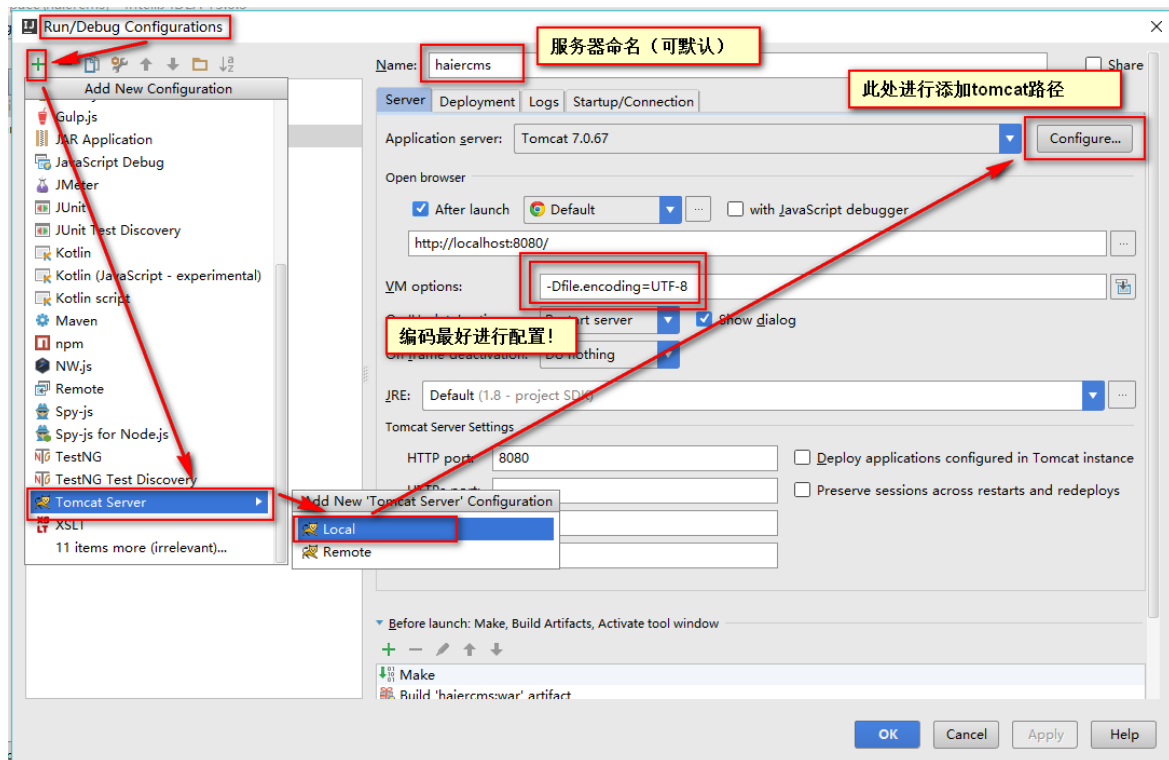 Run/Debug Configurations
Add New Configuration
Gulp.js
JAR Application
JavaScript Debug
JMeter
JUnit
JUnit Test Discovery
Kotlin
Kotlin (JavaScript - experimental)
Kotlin script
Maven
npm
NW.js
Remote
Spy-js
Spy-js for Node.js
TestNG
TestNG Test Discovery
Tomcat Server
XSLT
11 items more (irrelevant)...
Add New 'Tomcat Server' Configuration
Local
Remote
Name: haiercms
服务器命名（可默认）
Share
此处进行添加tomcat路径
Server Deployment Logs Startup/Connection
Application server: Tomcat 7.0.67 Configure...
Open browser
After launch Default ... with JavaScript debugger
http://localhost:8080/ ...
VM options: -Dfile.encoding=UTF-8
Restart server Show dialog
编码最好进行配置！
On frame deactivation: Do nothing
JRE: Default (1.8 - project SDK) ...
Tomcat Server Settings
HTTP port: 8080 Deploy applications configured in Tomcat instance
Preserve sessions across restarts and redeploys
Before launch: Make, Build Artifacts, Activate tool window
Make
Build 'haiercms:war' artifact
OK Cancel Apply Help